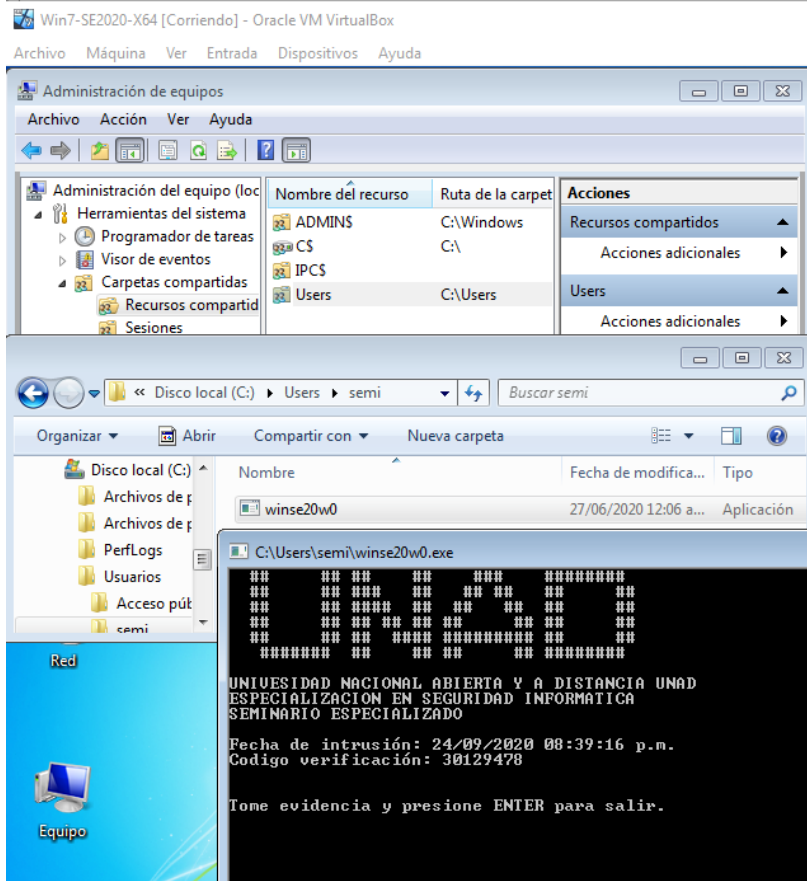 Win7-SE2020-X64 [Corriendo] - Oracle VM VirtualBox
Archivo Máquina Ver Entrada Dispositivos Ayuda
Administración de equipos
Archivo Acción Ver Ayuda
Administración del equipo (loc
Herramientas del sistema
Programador de tareas
Visor de eventos
Carpetas compartidas
Recursos compartid
Sesiones
Nombre del recurso Ruta de la carpet
ADMIN$ C:\Windows
C$ C:\
IPC$
Users C:\Users
Acciones
Recursos compartidos
Acciones adicionales
Users
Acciones adicionales
« Disco local (C:) Users semi
Buscar semi
Organizar Abrir Compartir con Nueva carpeta
Disco local (C:)
Archivos de p
Archivos de p
PerfLogs
Usuarios
Acceso púb
semi
Nombre Fecha de modifica... Tipo
winse20w0 27/06/2020 12:06 a... Aplicación
C:\Users\semi\winse20w0.exe
UNAD
UNIVESIDAD NACIONAL ABIERTA Y A DISTANCIA UNAD
ESPECIALIZACION EN SEGURIDAD INFORMATICA
SEMINARIO ESPECIALIZADO
Fecha de intrusión: 24/09/2020 08:39:16 p.m.
Codigo verificación: 30129478
Tome evidencia y presione ENTER para salir.
Red
Equipo